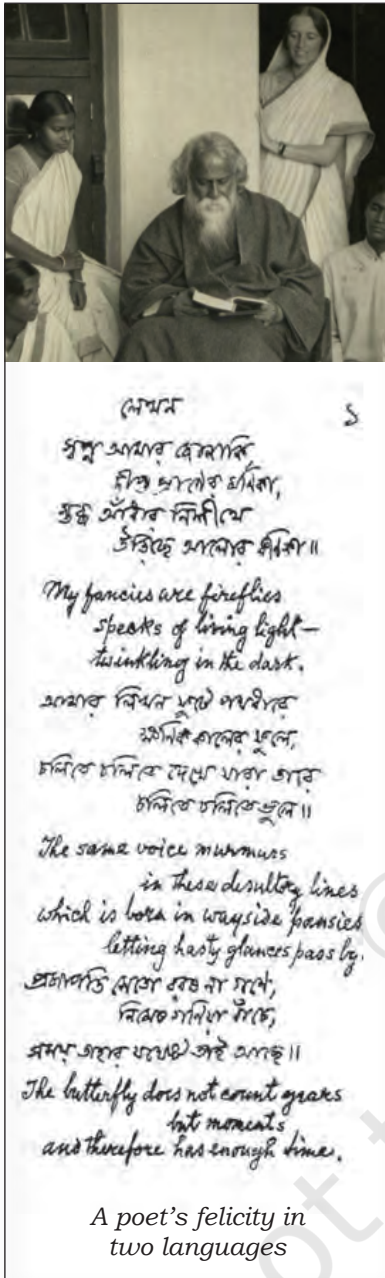 লেখন
১
স্বপ্ন আমার জোনাকি
দীপ্ত প্রাণের মণিকা,
স্তব্ধ আঁধার নিশীথে
উড়িছে আলোর কণিকা॥
My fancies are fireflies
specks of living light—
twinkling in the dark.
আমার লিখন ফুটে পথধারে
ক্ষণিক কালের ফুলে,
চলিতে চলিতে দেখে যারা তারে
চলিতে চলিতে ভুলে॥
The same voice murmurs
in these desultory lines
which is born in wayside pansies
letting hasty glances pass by.
প্রজাপতি সেতো বরষ না গণে,
নিমেষ গণিয়া বাঁচে,
সময় তাহার যথেষ্ট তাই আছে॥
The butterfly does not count years
but moments
and therefore has enough time.
A poet's felicity in
two languages